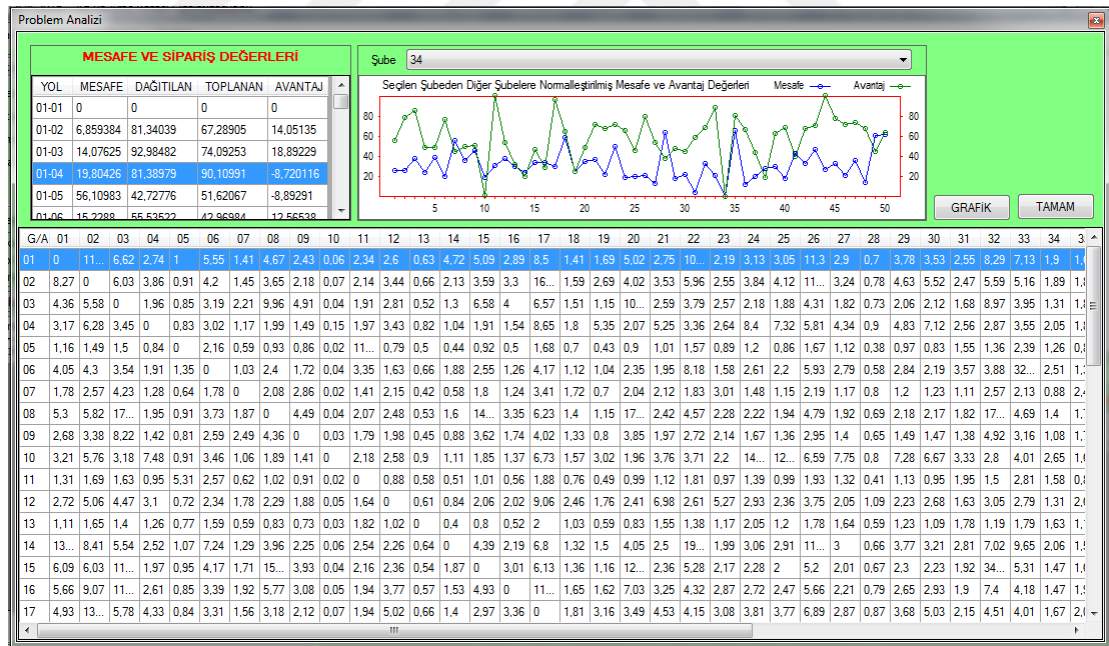 Problem Analizi
MESAFE VE SİPARİŞ DEĞERLERİ
YOL MESAFE DAĞITILAN TOPLANAN AVANTAJ
01-01 0 0 0 0
01-02 6,859384 81,34039 67,28905 14,05135
01-03 14,07625 92,98482 74,09253 18,89229
01-04 19,80426 81,38979 90,10991 -8,720116
01-05 56,10983 42,72776 51,62067 -8,89291
01-06 15,2288 55,53522 42,96984 12,56538
Şube 34
Seçilen Şubeden Diğer Şubelere Normalleştirilmiş Mesafe ve Avantaj Değerleri Mesafe Avantaj
80 80
60 60
40 40
20 20
5 10 15 20 25 30 35 40 45 50
GRAFİK TAMAM
G/A 01 02 03 04 05 06 07 08 09 10 11 12 13 14 15 16 17 18 19 20 21 22 23 24 25 26 27 28 29 30 31 32 33 34
01 0 11... 6,62 2,74 1 5,55 1,41 4,67 2,43 0,06 2,34 2,6 0,63 4,72 5,09 2,89 8,5 1,41 1,69 5,02 2,75 10... 2,19 3,13 3,05 11,3 2,9 0,7 3,78 3,53 2,55 8,29 7,13 1,9
02 8,27 0 6,03 3,86 0,91 4,2 1,45 3,65 2,18 0,07 2,14 3,44 0,66 2,13 3,59 3,3 16... 1,59 2,69 4,02 3,53 5,96 2,55 3,84 4,12 11... 3,24 0,78 4,63 5,52 2,47 5,59 5,16 1,89
03 4,36 5,58 0 1,96 0,85 3,19 2,21 9,96 4,91 0,04 1,91 2,81 0,52 1,3 6,58 4 6,57 1,51 1,15 10... 2,59 3,79 2,57 2,18 1,88 4,31 1,82 0,73 2,06 2,12 1,68 8,97 3,95 1,31
04 3,17 6,28 3,45 0 0,83 3,02 1,17 1,99 1,49 0,15 1,97 3,43 0,82 1,04 1,91 1,54 8,65 1,8 5,35 2,07 5,25 3,36 2,64 8,4 7,32 5,81 4,34 0,9 4,83 7,12 2,56 2,87 3,55 2,05
05 1,16 1,49 1,5 0,84 0 2,16 0,59 0,93 0,86 0,02 11... 0,79 0,5 0,44 0,92 0,5 1,68 0,7 0,43 0,9 1,01 1,57 0,89 1,2 0,86 1,67 1,12 0,38 0,97 0,83 1,55 1,36 2,39 1,26
06 4,05 4,3 3,54 1,91 1,35 0 1,03 2,4 1,72 0,04 3,35 1,63 0,66 1,88 2,55 1,26 4,17 1,12 1,04 2,35 1,95 8,18 1,58 2,61 2,2 5,93 2,79 0,58 2,84 2,19 3,57 3,88 32... 2,51
07 1,78 2,57 4,23 1,28 0,64 1,78 0 2,08 2,86 0,02 1,41 2,15 0,42 0,58 1,8 1,24 3,41 1,72 0,7 2,04 2,12 1,83 3,01 1,48 1,15 2,19 1,17 0,8 1,2 1,23 1,11 2,57 2,13 0,88
08 5,3 5,82 17... 1,95 0,91 3,73 1,87 0 4,49 0,04 2,07 2,48 0,53 1,6 14... 3,35 6,23 1,4 1,15 17... 2,42 4,57 2,28 2,22 1,94 4,79 1,92 0,69 2,18 2,17 1,82 17... 4,69 1,4
09 2,68 3,38 8,22 1,42 0,81 2,59 2,49 4,36 0 0,03 1,79 1,98 0,45 0,88 3,62 1,74 4,02 1,33 0,8 3,85 1,97 2,72 2,14 1,67 1,36 2,95 1,4 0,65 1,49 1,47 1,38 4,92 3,16 1,08
10 3,21 5,76 3,18 7,48 0,91 3,46 1,06 1,89 1,41 0 2,18 2,58 0,9 1,11 1,85 1,37 6,73 1,57 3,02 1,96 3,76 3,71 2,2 14... 12... 6,59 7,75 0,8 7,28 6,67 3,33 2,8 4,01 2,65
11 1,31 1,69 1,63 0,95 5,31 2,57 0,62 1,02 0,91 0,02 0 0,88 0,58 0,51 1,01 0,56 1,88 0,76 0,49 0,99 1,12 1,81 0,97 1,39 0,99 1,93 1,32 0,41 1,13 0,95 1,95 1,5 2,81 1,58
12 2,72 5,06 4,47 3,1 0,72 2,34 1,78 2,29 1,88 0,05 1,64 0 0,61 0,84 2,06 2,02 9,06 2,46 1,76 2,41 6,98 2,61 5,27 2,93 2,36 3,75 2,05 1,09 2,23 2,68 1,63 3,05 2,79 1,31
13 1,11 1,65 1,4 1,26 0,77 1,59 0,59 0,83 0,73 0,03 1,82 1,02 0 0,4 0,8 0,52 2 1,03 0,59 0,83 1,55 1,38 1,17 2,05 1,2 1,78 1,64 0,59 1,23 1,09 1,78 1,19 1,79 1,63
14 13... 8,41 5,54 2,52 1,07 7,24 1,29 3,96 2,25 0,06 2,54 2,26 0,64 0 4,39 2,19 6,8 1,32 1,5 4,05 2,5 19... 1,99 3,06 2,91 11... 3 0,66 3,77 3,21 2,81 7,02 9,65 2,06
15 6,09 6,03 11... 1,97 0,95 4,17 1,71 15... 3,93 0,04 2,16 2,36 0,54 1,87 0 3,01 6,13 1,36 1,16 12... 2,36 5,28 2,17 2,28 2 5,2 2,01 0,67 2,3 2,23 1,92 34... 5,31 1,47
16 5,66 9,07 11... 2,61 0,85 3,39 1,92 5,77 3,08 0,05 1,94 3,77 0,57 1,53 4,93 0 11... 1,65 1,62 7,03 3,25 4,32 2,87 2,72 2,47 5,66 2,21 0,79 2,65 2,93 1,9 7,4 4,18 1,47
17 4,93 13... 5,78 4,33 0,84 3,31 1,56 3,18 2,12 0,07 1,94 5,02 0,66 1,4 2,97 3,36 0 1,81 3,16 3,49 4,53 4,15 3,08 3,81 3,77 6,89 2,87 0,87 3,68 5,03 2,15 4,51 4,01 1,67